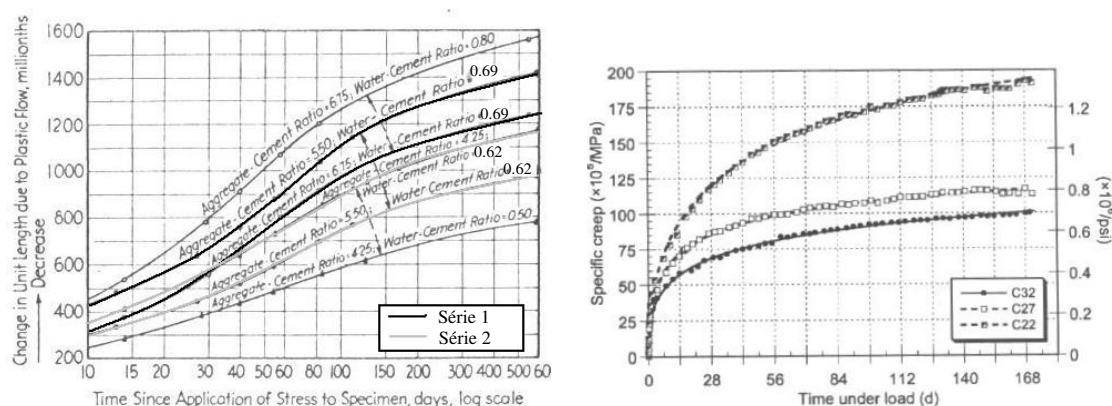 1600
1400
1200
1000
800
600
400
200
Change in Unit Length due to Plastic Flow, millionths
Decrease
10 15 20 30 40 50 60 80 100 150 200 300 400 500 60
Time Since Application of Stress to Specimen, days, log scale
Aggregate-Cement Ratio = 6.75; Water-Cement Ratio = 0.80
Aggregate-Cement Ratio = 5.50; Water-Cement Ratio = 0.69
Aggregate-Cement Ratio = 6.75; Water-Cement Ratio = 0.69
Aggregate-Cement Ratio = 4.25; Water-Cement Ratio 0.62
Aggregate-Cement Ratio = 5.50; Water Cement Ratio = 0.62
Aggregate-Cement Ratio = 4.25; Water-Cement Ratio = 0.50
Série 1
Série 2
200
175
150
125
100
75
50
25
0
Specific creep
0 28 56 84 112 140 168
Time under load (d)
1.2
1
0.8
0.6
0.4
0.2
0
C32
C27
C22